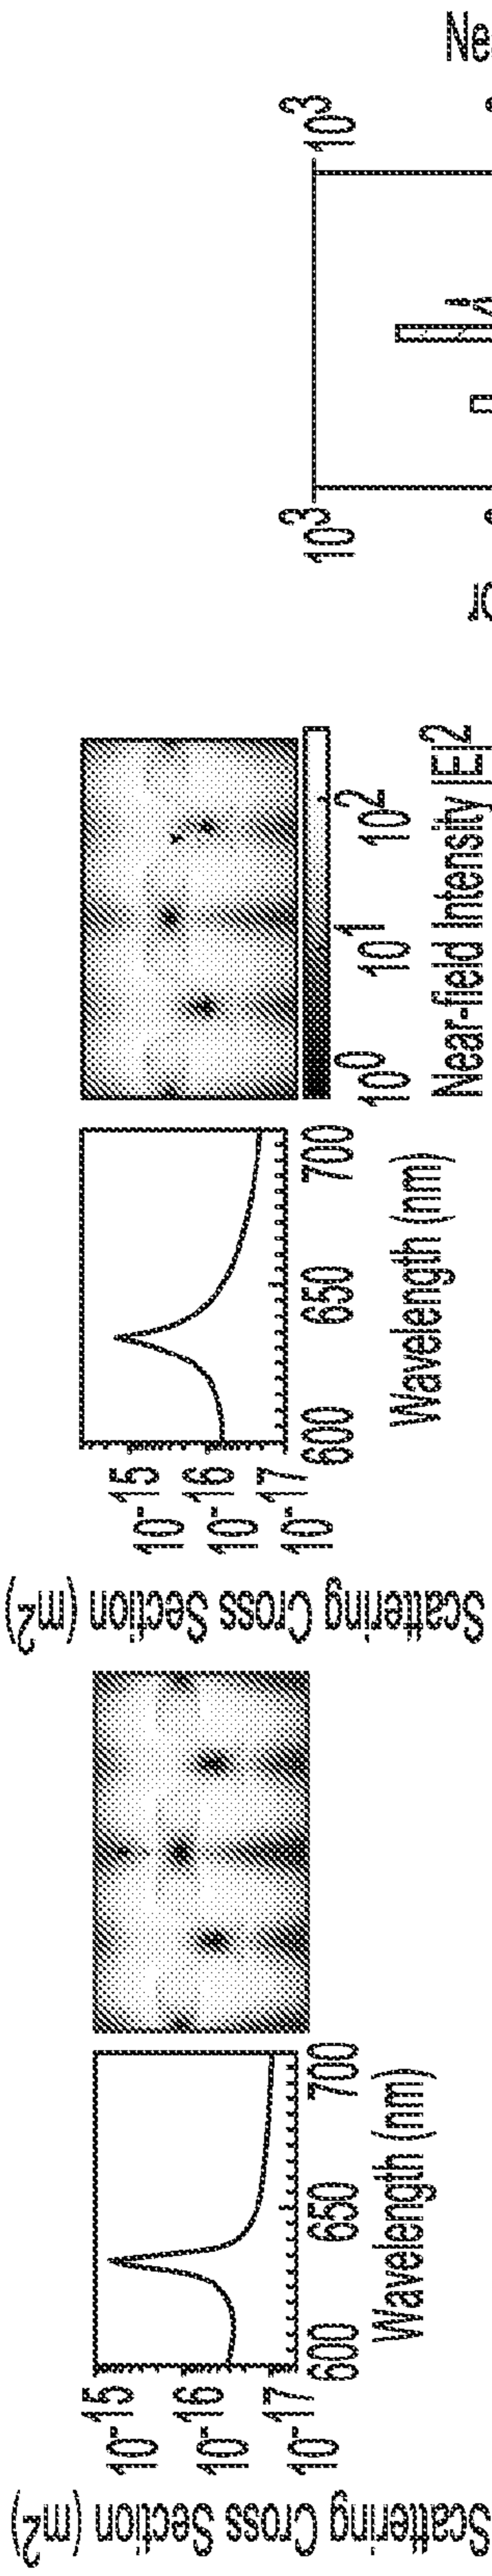 Scattering Cross Section (m²)
10⁻¹⁵
10⁻¹⁶
10⁻¹⁷
600 650 700
Wavelength (nm)
Scattering Cross Section (m²)
10⁻¹⁵
10⁻¹⁶
10⁻¹⁷
600 650 700
Wavelength (nm)
10⁰ 10¹ 10²
Near-field Intensity |E|²
10³
10³
or
Nea